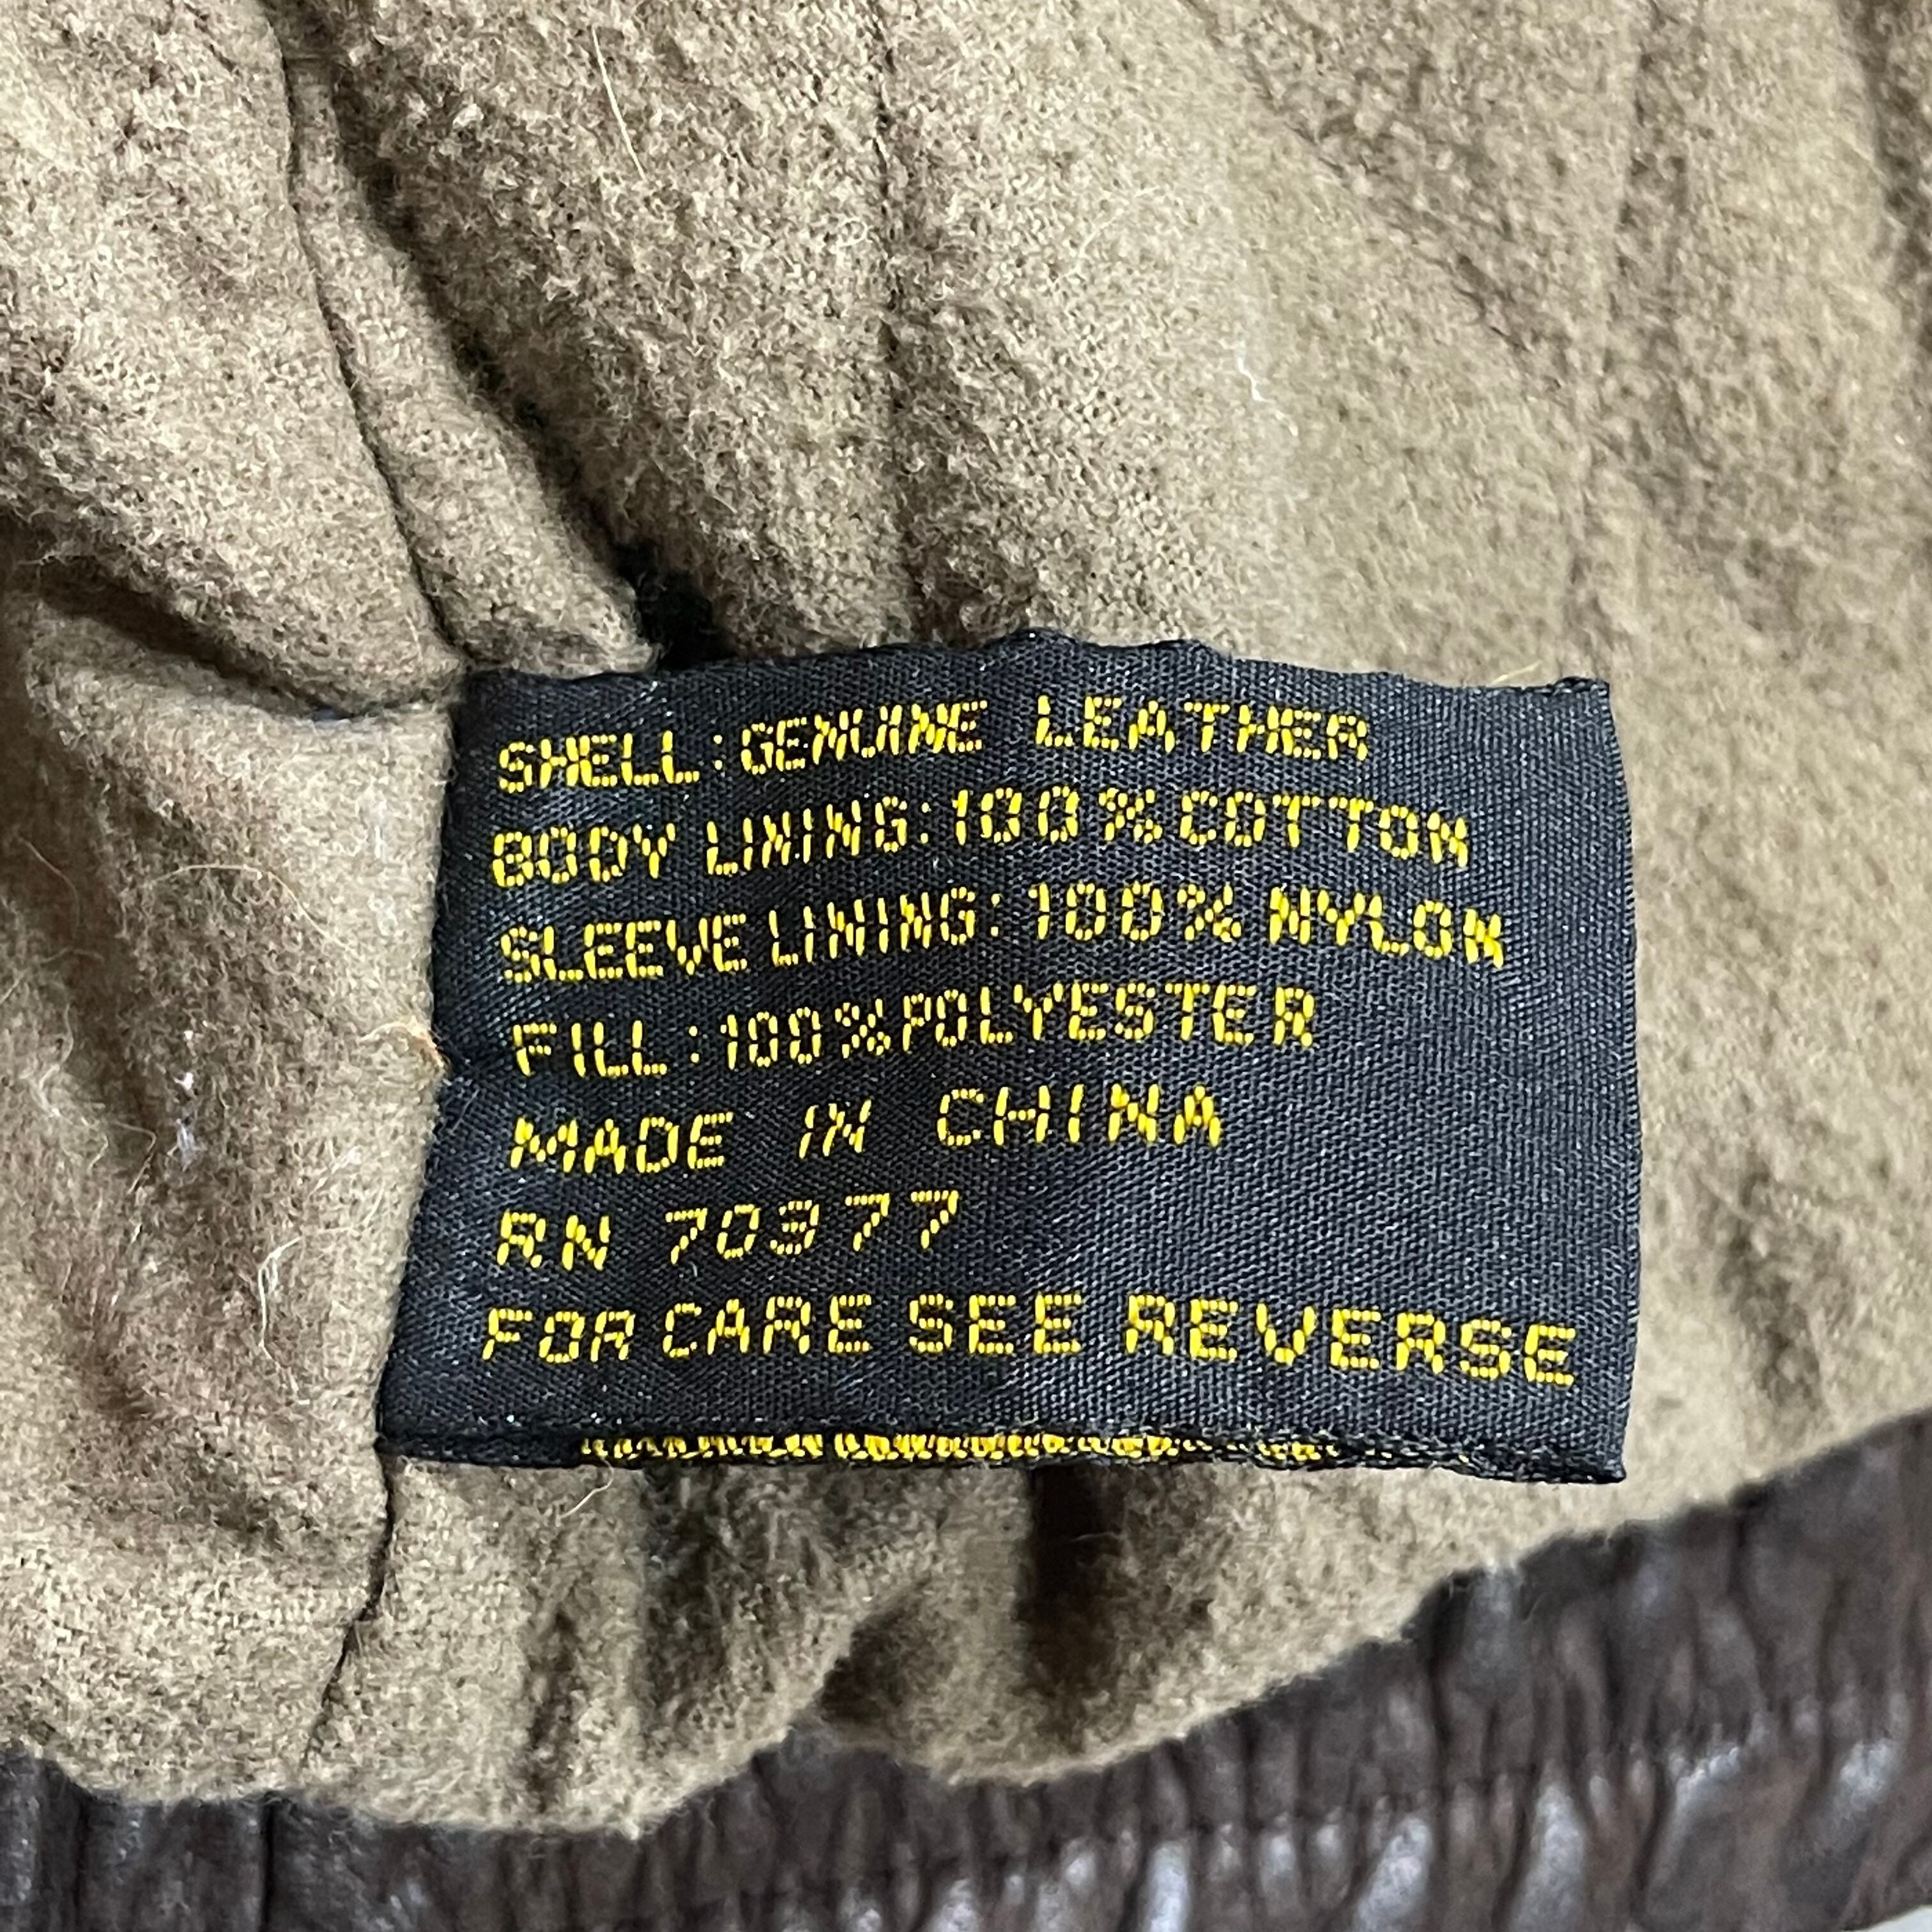 SHELL:GENUINE LEATHER
BODY LINING:100%COTTON
SLEEVE LINING:100% NYLON
FILL:100%POLYESTER
MADE IN CHINA
RN 70977
FOR CARE SEE REVERSE